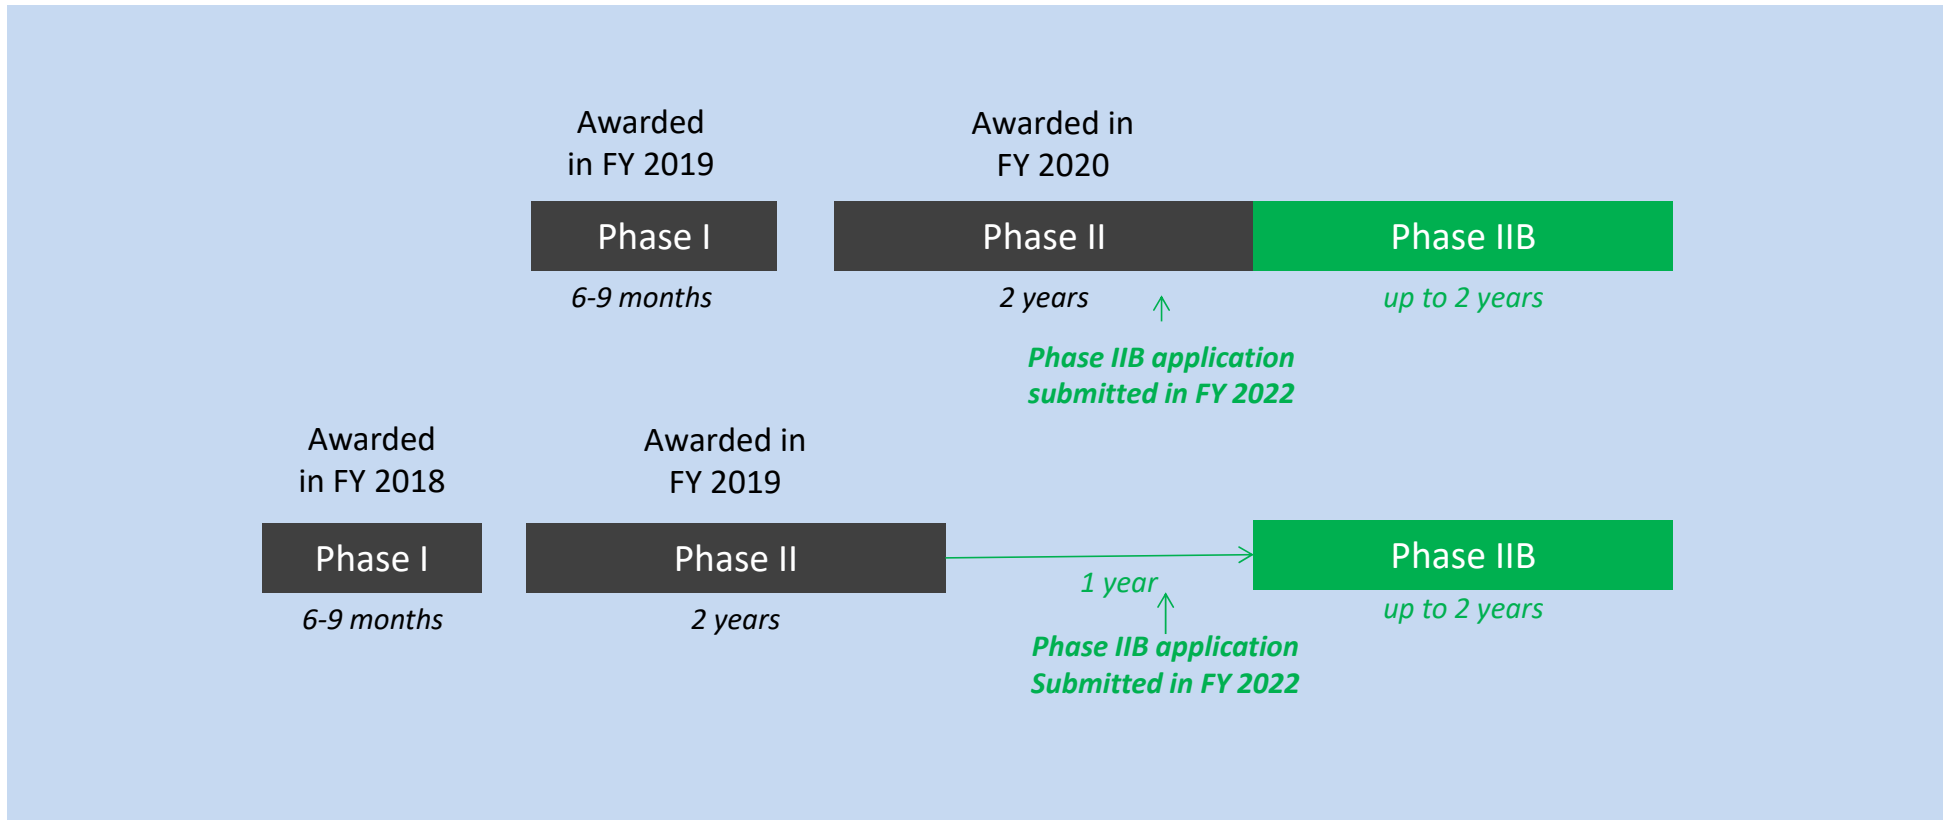 Awarded
in FY 2019
Awarded in
FY 2020
Phase I
Phase II
Phase IIB
6-9 months
2 years
up to 2 years
Phase IIB application
submitted in FY 2022
Awarded
in FY 2018
Awarded in
FY 2019
Phase I
Phase II
Phase IIB
1 year
6-9 months
2 years
up to 2 years
Phase IIB application
Submitted in FY 2022